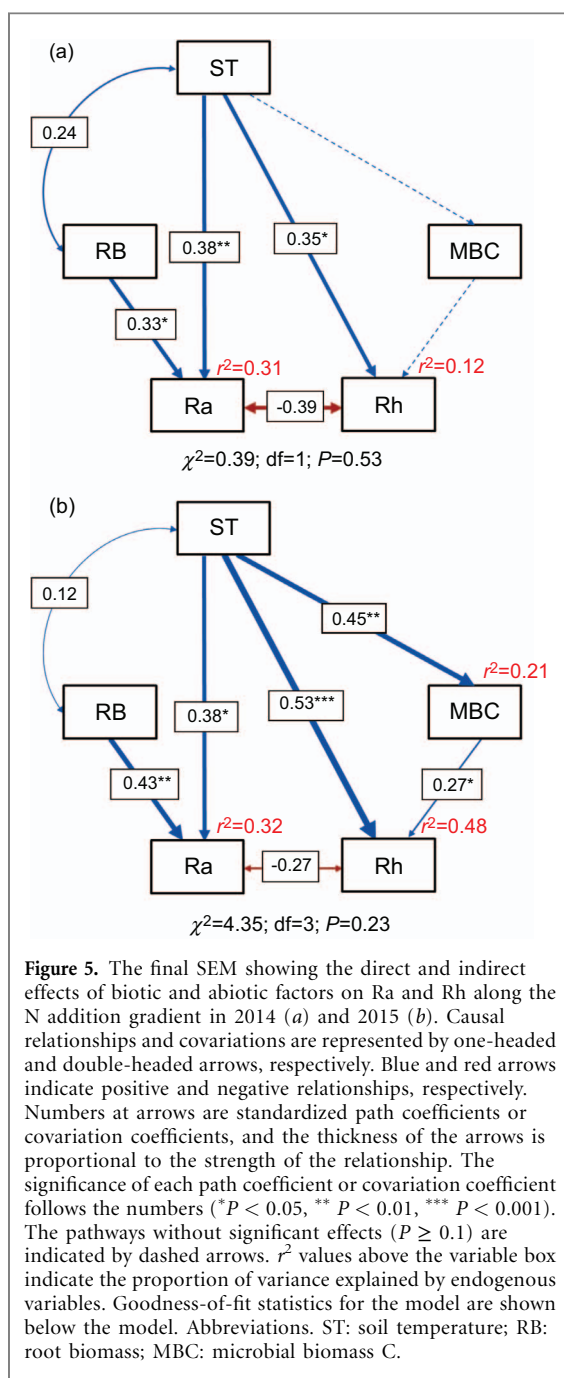 (a)
ST
0.24
RB
0.38**
0.35*
MBC
0.33*
r²=0.31
r²=0.12
Ra
-0.39
Rh
χ²=0.39; df=1; P=0.53
(b)
ST
0.12
0.45**
r²=0.21
RB
0.38*
0.53***
MBC
0.43**
0.27*
r²=0.32
r²=0.48
Ra
-0.27
Rh
χ²=4.35; df=3; P=0.23
Figure 5. The final SEM showing the direct and indirect
effects of biotic and abiotic factors on Ra and Rh along the
N addition gradient in 2014 (a) and 2015 (b). Causal
relationships and covariations are represented by one-headed
and double-headed arrows, respectively. Blue and red arrows
indicate positive and negative relationships, respectively.
Numbers at arrows are standardized path coefficients or
covariation coefficients, and the thickness of the arrows is
proportional to the strength of the relationship. The
significance of each path coefficient or covariation coefficient
follows the numbers (*P < 0.05, ** P < 0.01, *** P < 0.001).
The pathways without significant effects (P ≥ 0.1) are
indicated by dashed arrows. r² values above the variable box
indicate the proportion of variance explained by endogenous
variables. Goodness-of-fit statistics for the model are shown
below the model. Abbreviations. ST: soil temperature; RB:
root biomass; MBC: microbial biomass C.